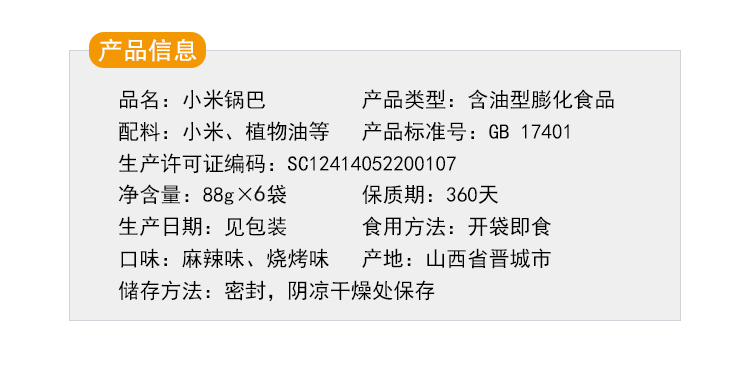 产品信息
品名：小米锅巴 产品类型：含油型膨化食品
配料：小米、植物油等 产品标准号：GB 17401
生产许可证编码：SC12414052200107
净含量：88g×6袋 保质期：360天
生产日期：见包装 食用方法：开袋即食
口味：麻辣味、烧烤味 产地：山西省晋城市
储存方法：密封，阴凉干燥处保存